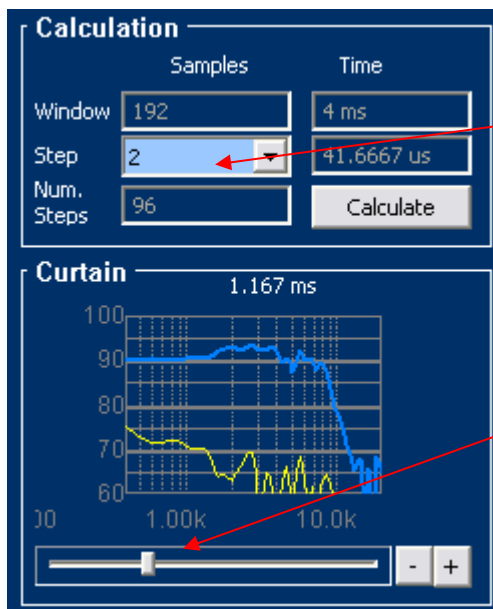 Calculation
Samples Time
Window 192 4 ms
Step 2 41.6667 us
Num.
Steps 96 Calculate
Curtain
1.167 ms
100
90
80
70
60
00 1.00k 10.0k
- +